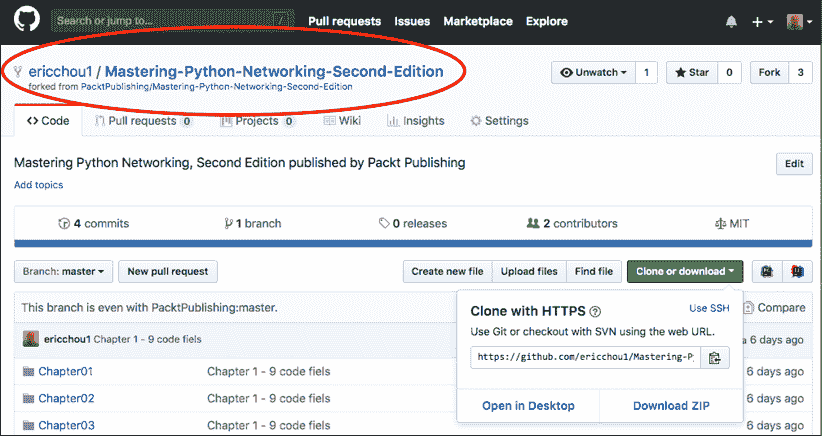 Search or jump to... / Pull requests Issues Marketplace Explore
ericchou1 / Mastering-Python-Networking-Second-Edition
forked from PacktPublishing/Mastering-Python-Networking-Second-Edition
Unwatch 1 Star 0 Fork 3
Code Pull requests 0 Projects 0 Wiki Insights Settings
Mastering Python Networking, Second Edition published by Packt Publishing
Edit
Add topics
4 commits 1 branch 0 releases 2 contributors MIT
Branch: master New pull request Create new file Upload files Find file Clone or download
This branch is even with PacktPublishing:master.
Compare
ericchou1 Chapter 1 - 9 code fiels
a 6 days ago
Chapter01 Chapter 1 - 9 code fiels
6 days ago
Chapter02 Chapter 1 - 9 code fiels
6 days ago
Chapter03 Chapter 1 - 9 code fiels
6 days ago
Clone with HTTPS Use SSH
Use Git or checkout with SVN using the web URL.
https://github.com/ericchou1/Mastering-P
Open in Desktop Download ZIP